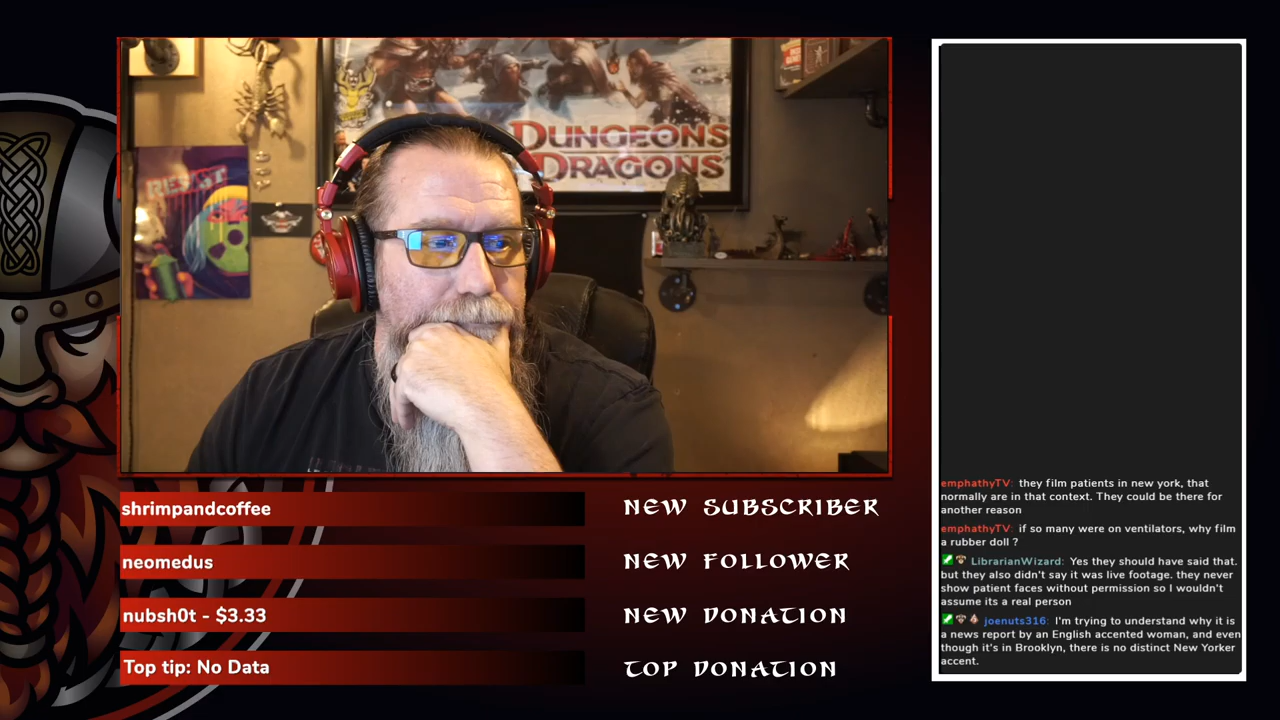 RESIST
DUNGEONS
DRAGONS
shrimpandcoffee
NEW SUBSCRIBER
neomedus
NEW FOLLOWER
nubsh0t - $3.33
NEW DONATION
Top tip: No Data
TOP DONATION
emphathyTV: they film patients in new york, that
normally are in that context. They could be there for
another reason
emphathyTV: if so many were on ventilators, why film
a rubber doll ?
LibrarianWizard: Yes they should have said that.
but they also didn't say it was live footage. they never
show patient faces without permission so I wouldn't
assume its a real person
joenuts316: I'm trying to understand why it is
a news report by an English accented woman, and even
though it's in Brooklyn, there is no distinct New Yorker
accent.